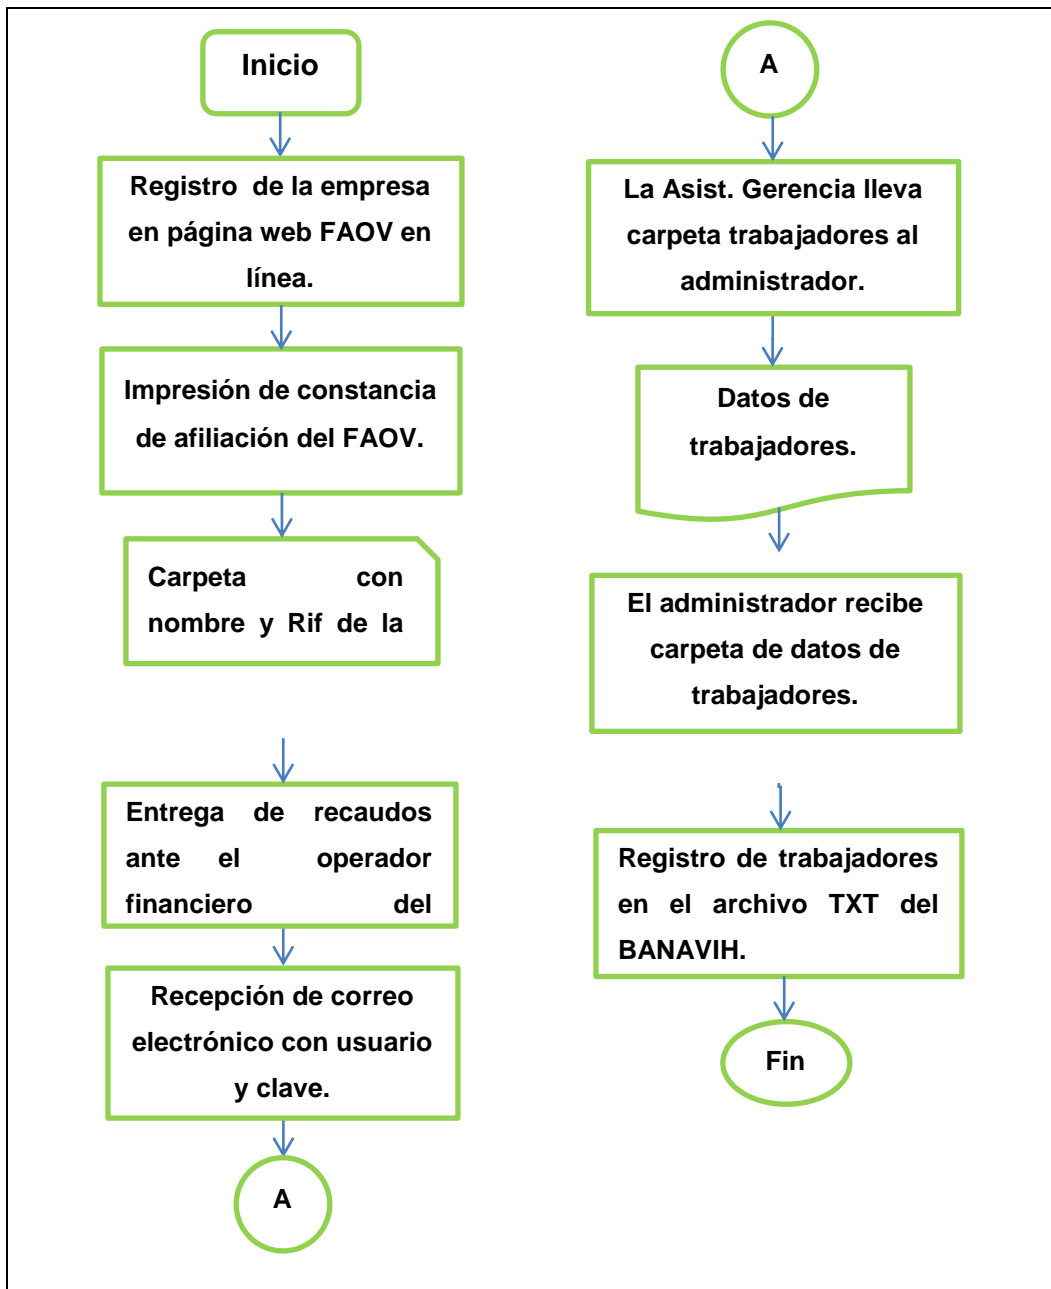 Inicio
Registro de la empresa
en página web FAOV en
línea.
Impresión de constancia
de afiliación del FAOV.
Carpeta con
nombre y Rif de la
Entrega de recaudos
ante el operador
financiero del
Recepción de correo
electrónico con usuario
y clave.
A
A
La Asist. Gerencia lleva
carpeta trabajadores al
administrador.
Datos de
trabajadores.
El administrador recibe
carpeta de datos de
trabajadores.
Registro de trabajadores
en el archivo TXT del
BANAVIH.
Fin